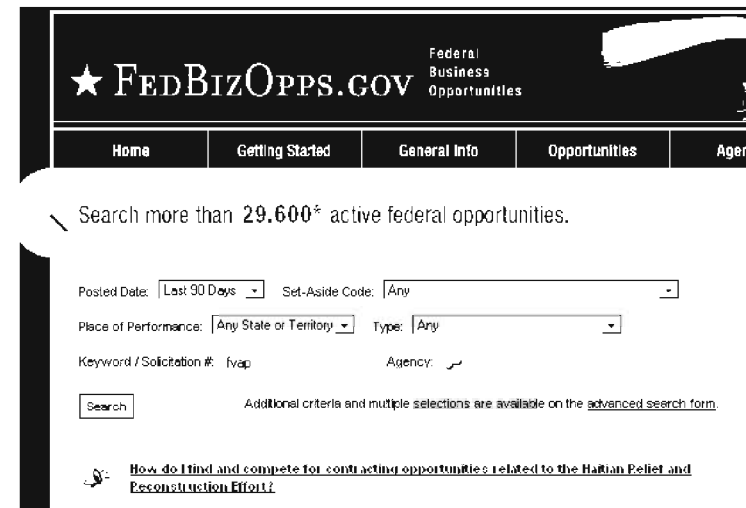 ★ FEDBIZOPPS.GOV
Federal
Business
Opportunities
Home Getting Started General Info Opportunities Agen
Search more than 29,600* active federal opportunities.
Posted Date: Last 90 Days Set-Aside Code: Any
Place of Performance: Any State or Territory Type: Any
Keyword / Solicitation #: fvap Agency:
Search Additional criteria and multiple selections are available on the advanced search form.
How do I find and compete for contracting opportunities related to the Haitian Relief and
Reconstruction Effort?